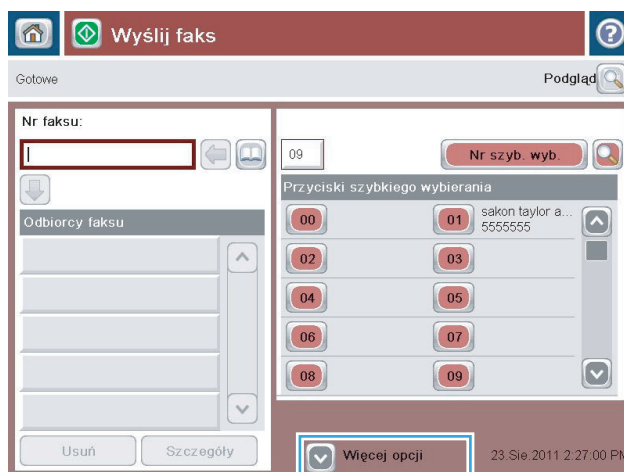 Wyślij faks
Gotowe
Podgląd
Nr faksu:
09
Nr szyb. wyb.
Przyciski szybkiego wybierania
00
01
sakon taylor a...
5555555
Odbiorcy faksu
02
03
04
05
06
07
08
09
Usuń
Szczegóły
Więcej opcji
23.Sie.2011 2:27:00 PM